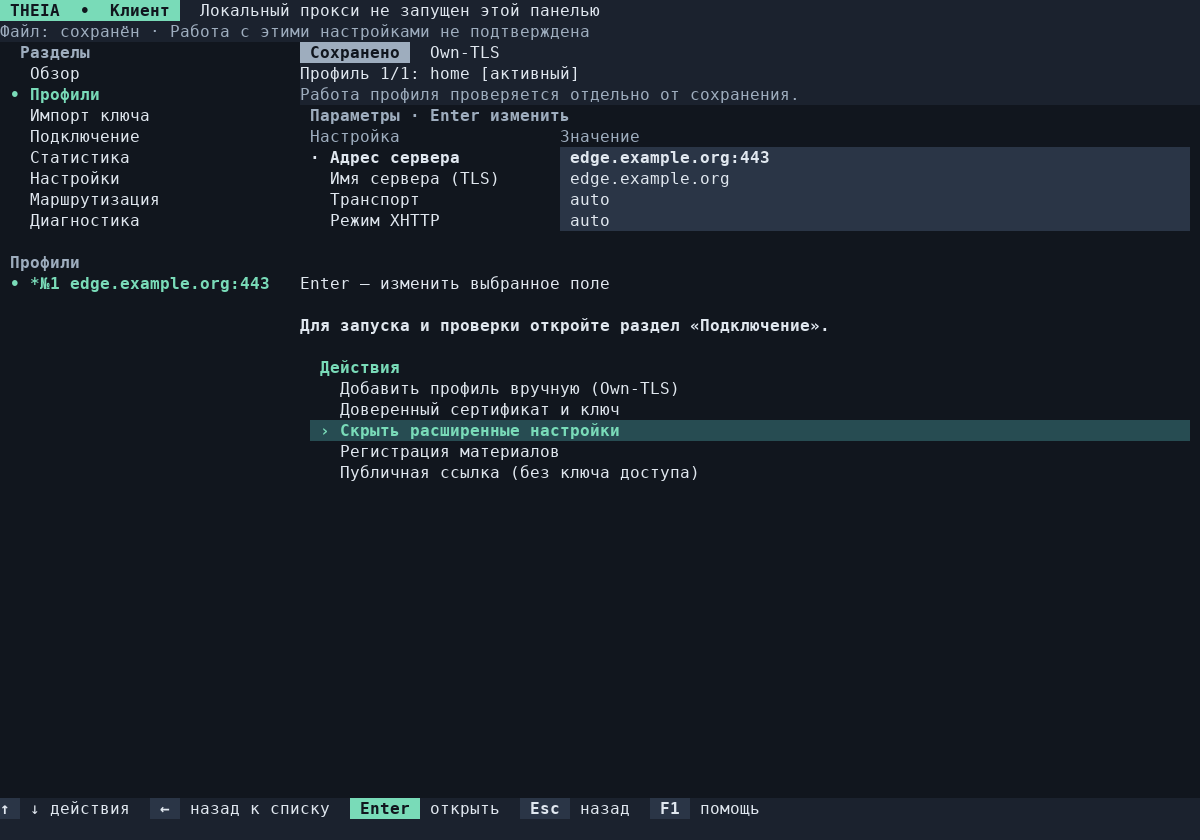 THEIA • Клиент Локальный прокси не запущен этой панелью
Файл: сохранён · Работа с этими настройками не подтверждена
Разделы
Обзор
• Профили
Импорт ключа
Подключение
Статистика
Настройки
Маршрутизация
Диагностика
Профили
• *№1 edge.example.org:443
Сохранено Own-TLS
Профиль 1/1: home [активный]
Работа профиля проверяется отдельно от сохранения.
Параметры · Enter изменить
Настройка Значение
· Адрес сервера edge.example.org:443
Имя сервера (TLS) edge.example.org
Транспорт auto
Режим XHTTP auto
Enter — изменить выбранное поле
Для запуска и проверки откройте раздел «Подключение».
Действия
Добавить профиль вручную (Own-TLS)
Доверенный сертификат и ключ
› Скрыть расширенные настройки
Регистрация материалов
Публичная ссылка (без ключа доступа)
↑ ↓ действия ← назад к списку Enter открыть Esc назад F1 помощь